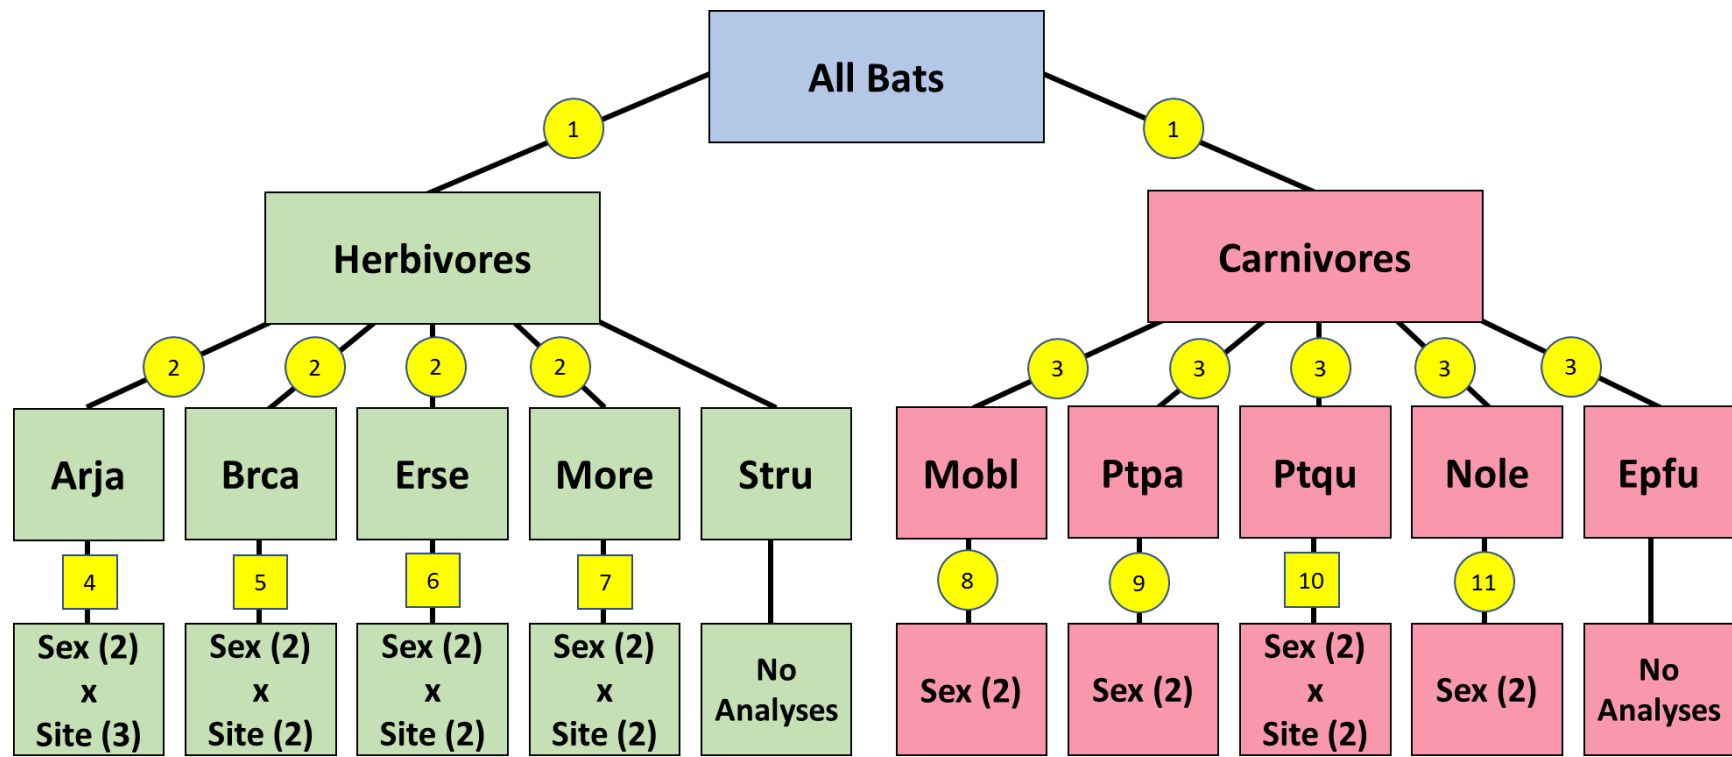 All Bats
1
1
Herbivores
Carnivores
2
2
2
2
3
3
3
3
3
Arja
Brca
Erse
More
Stru
Mobl
Ptpa
Ptqu
Nole
Epfu
4
5
6
7
8
9
10
11
Sex (2)
x
Site (3)
Sex (2)
x
Site (2)
Sex (2)
x
Site (2)
Sex (2)
x
Site (2)
No
Analyses
Sex (2)
Sex (2)
Sex (2)
x
Site (2)
Sex (2)
No
Analyses